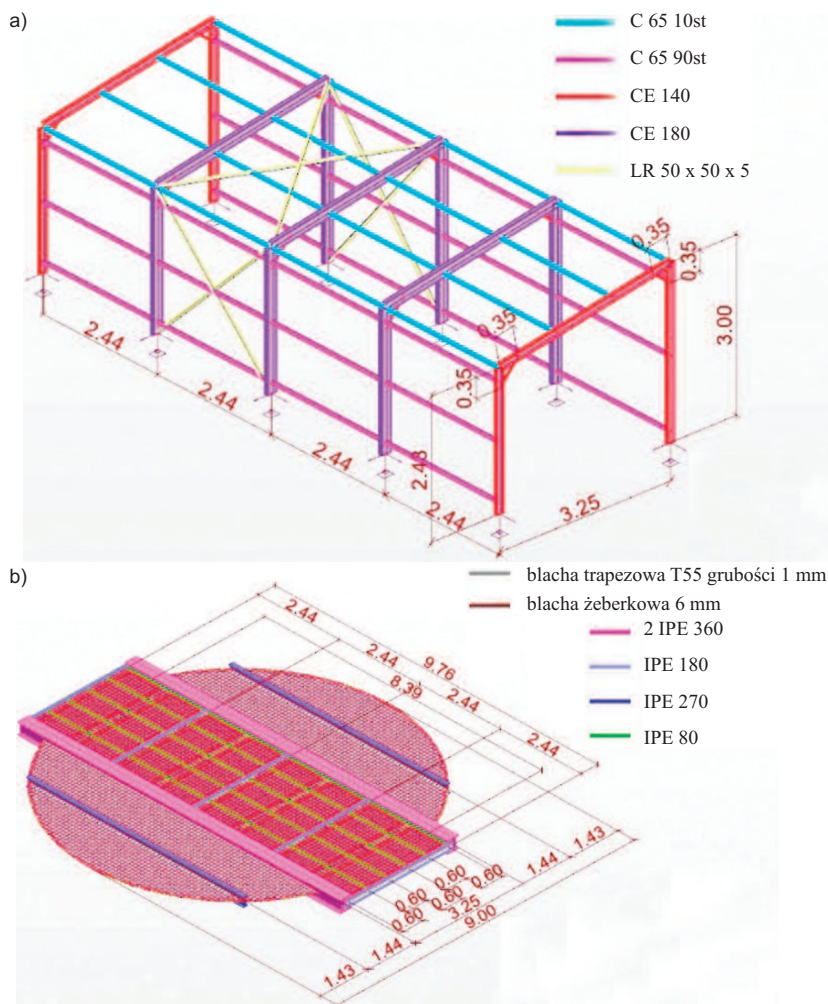 a)
C 65 10st
C 65 90st
CE 140
CE 180
LR 50 x 50 x 5
0.35
0.35
3.00
0.35
0.35
2.43
2.44
2.44
2.44
2.44
3.25
b)
blacha trapezowa T55 grubości 1 mm
blacha żeberkowa 6 mm
2 IPE 360
IPE 180
IPE 270
IPE 80
2.44
2.44
9.76
8.39
2.44
2.44
1.43
1.44
0.60
0.60
0.60
0.60
0.60
3.25
9.00
1.44
1.43